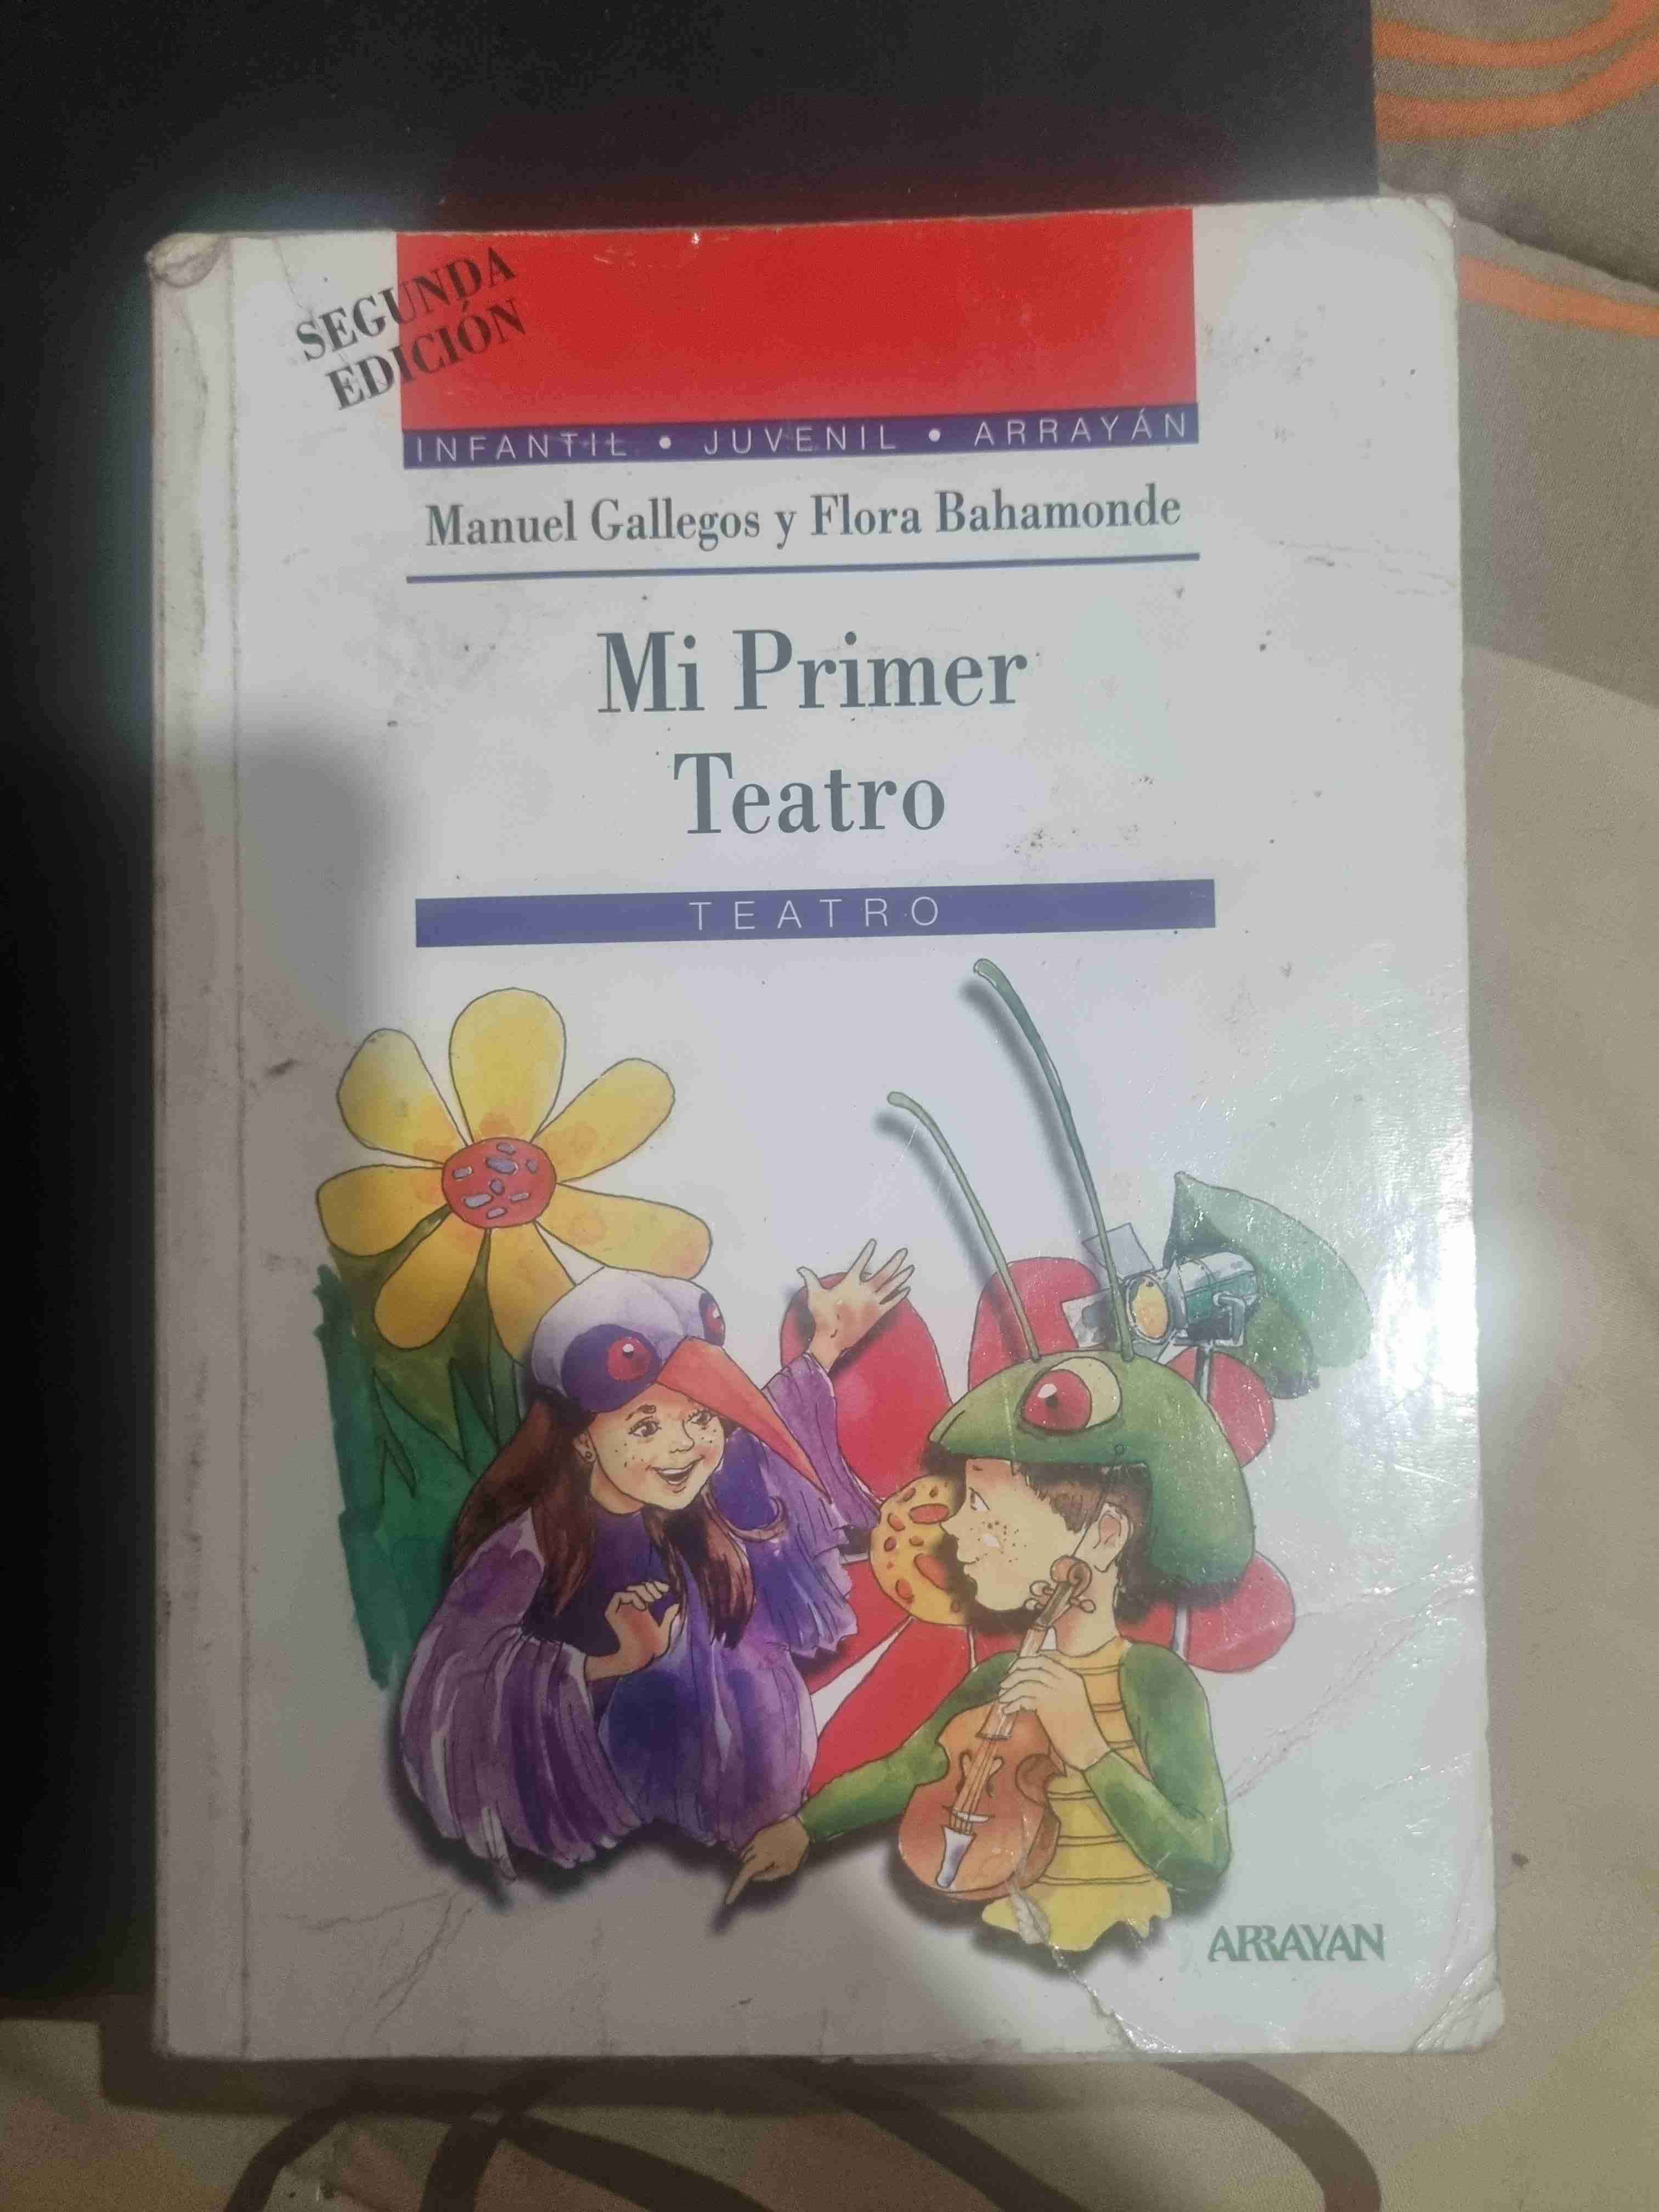 SEGUNDA
EDICIÓN
INFANTIL • JUVENIL • ARRAYÁN
Manuel Gallegos y Flora Bahamonde
Mi Primer
Teatro
TEATRO
ARRAYAN